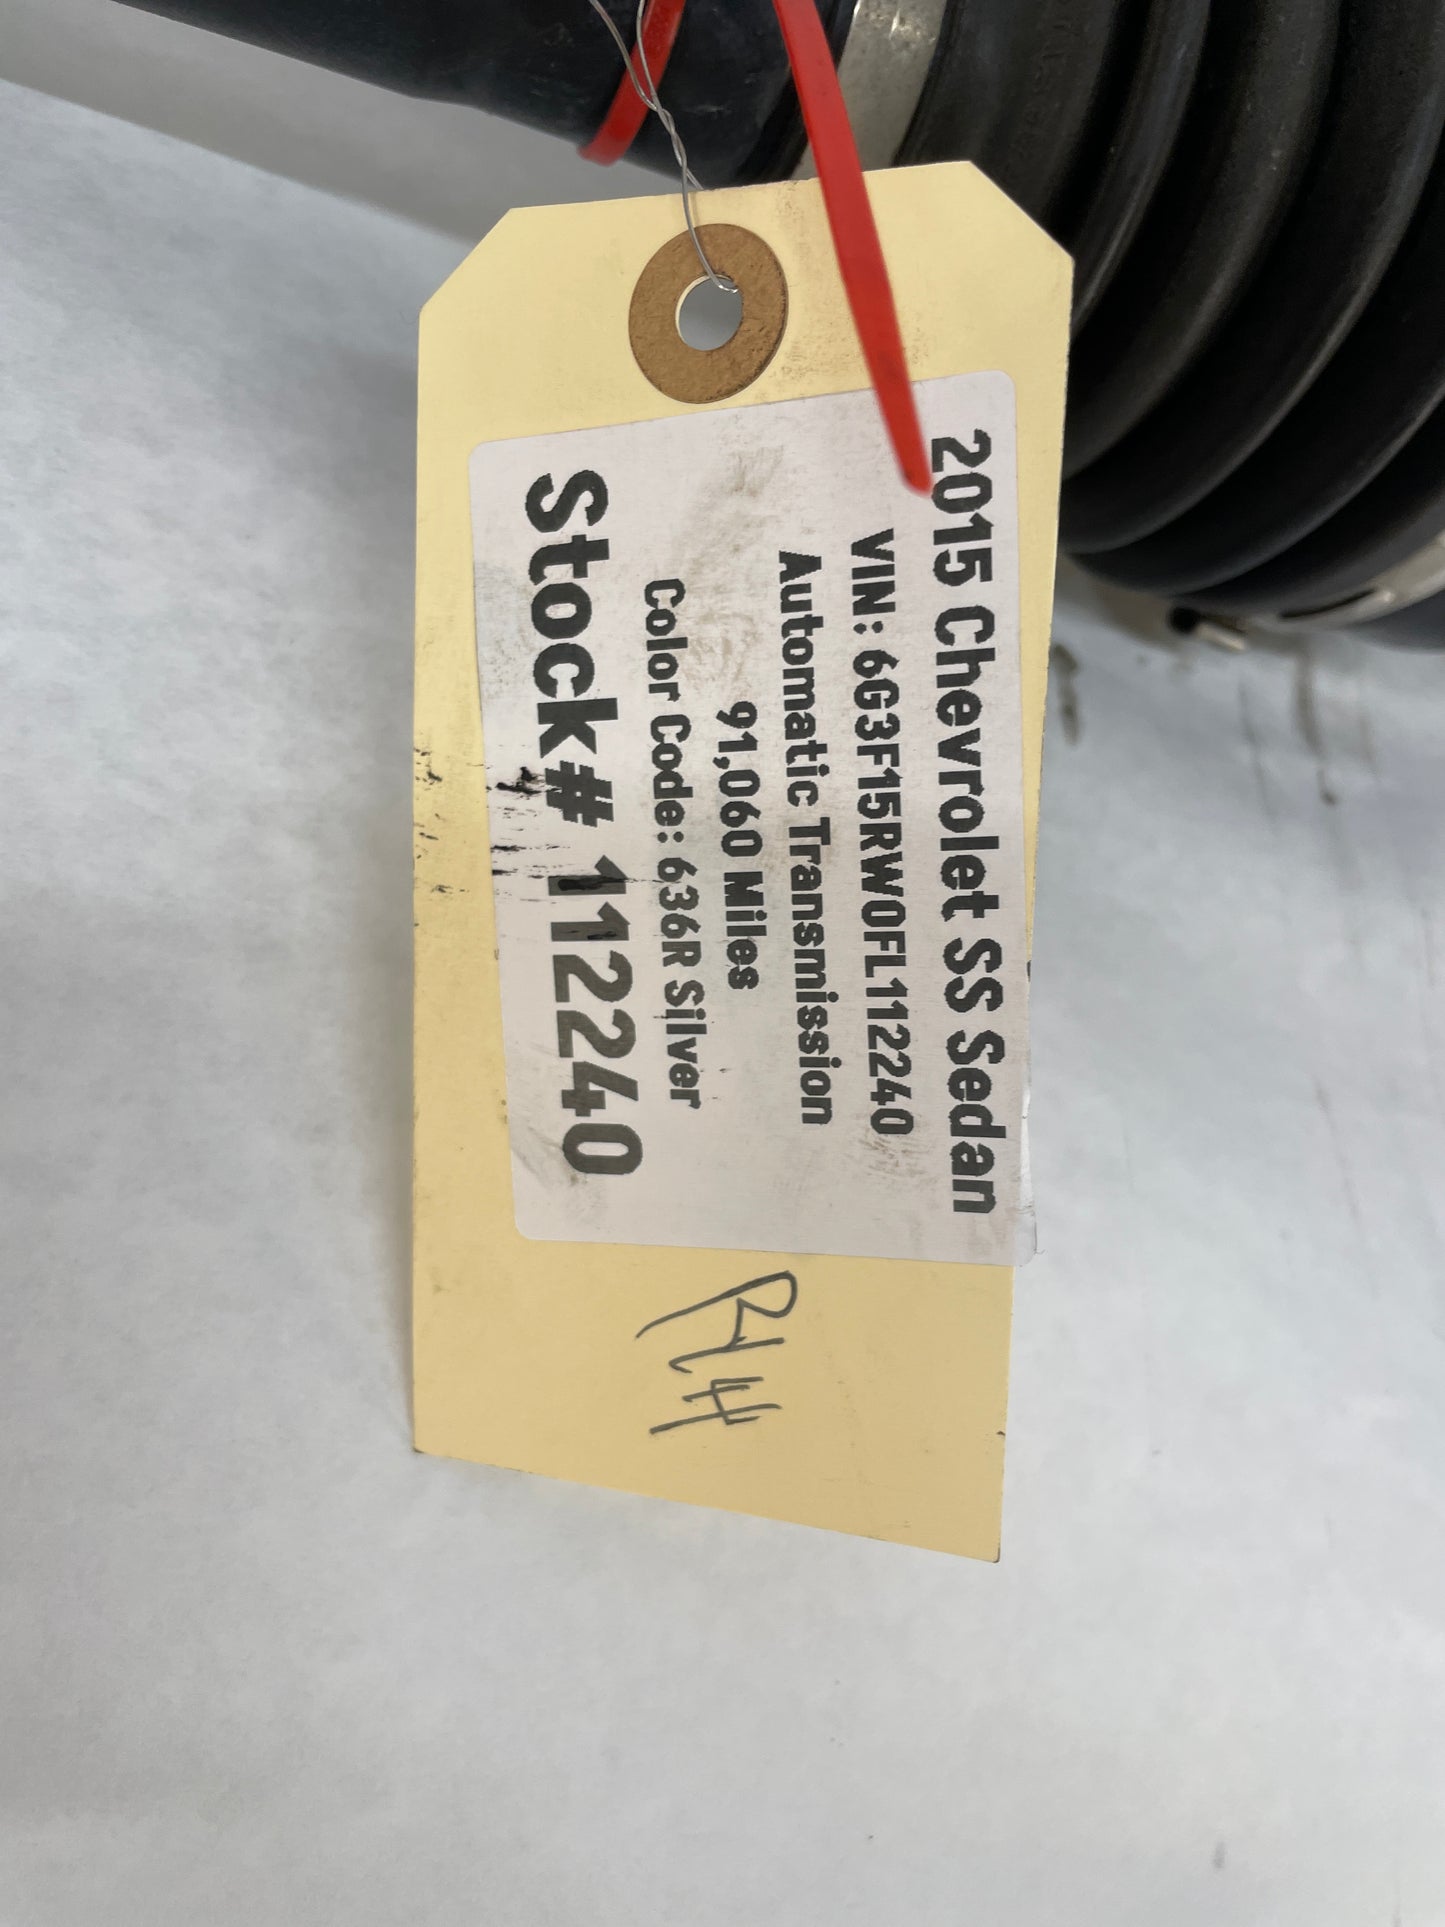 2015 Chevrolet SS Sedan
VIN: 6G3F15RW0FL112240
Automatic Transmission
91,060 Miles
Color Code: 636R Silver
Stock# 112240
RH